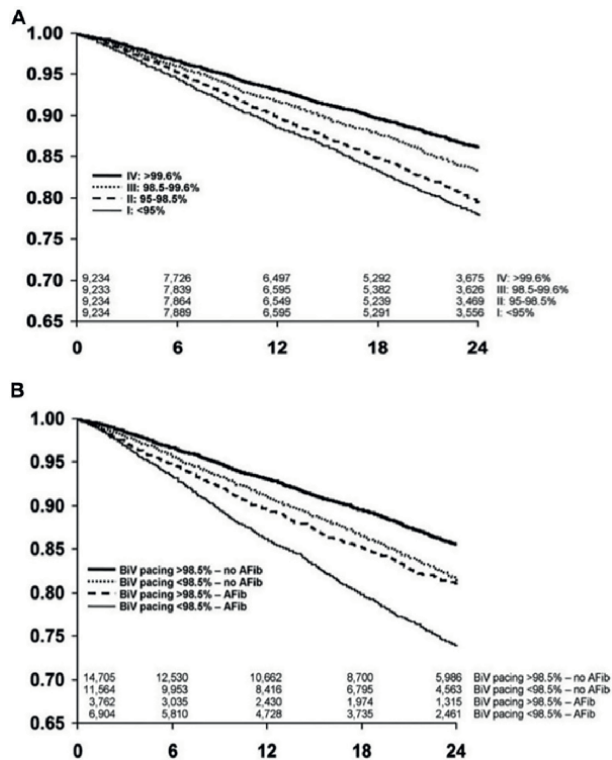 A
1.00
0.95
0.90
0.85
0.80
0.75
0.70
0.65
IV: >99.6%
III: 98.5-99.6%
II: 95-98.5%
I: <95%
9,234 7,726 6,497 5,292 3,675 IV: >99.6%
9,233 7,839 6,595 5,382 3,626 III: 98.5-99.6%
9,234 7,864 6,549 5,239 3,469 II: 95-98.5%
9,234 7,889 6,595 5,291 3,556 I: <95%
0 6 12 18 24
B
1.00
0.95
0.90
0.85
0.80
0.75
0.70
0.65
BiV pacing >98.5% – no AFib
BiV pacing <98.5% – no AFib
BiV pacing >98.5% – AFib
BiV pacing <98.5% – AFib
14,705 12,530 10,662 8,700 5,986 BiV pacing >98.5% – no AFib
11,564 9,953 8,416 6,795 4,563 BiV pacing <98.5% – no AFib
3,762 3,035 2,430 1,974 1,315 BiV pacing >98.5% – AFib
6,904 5,810 4,728 3,735 2,461 BiV pacing <98.5% – AFib
0 6 12 18 24